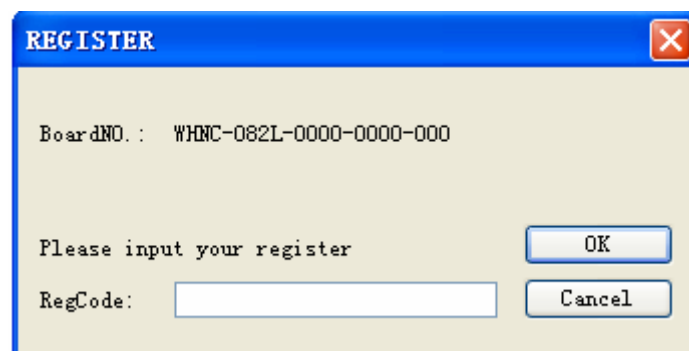 REGISTER
BoardNO.: WHNC-082L-0000-0000-000
Please input your register
OK
RegCode:
Cancel